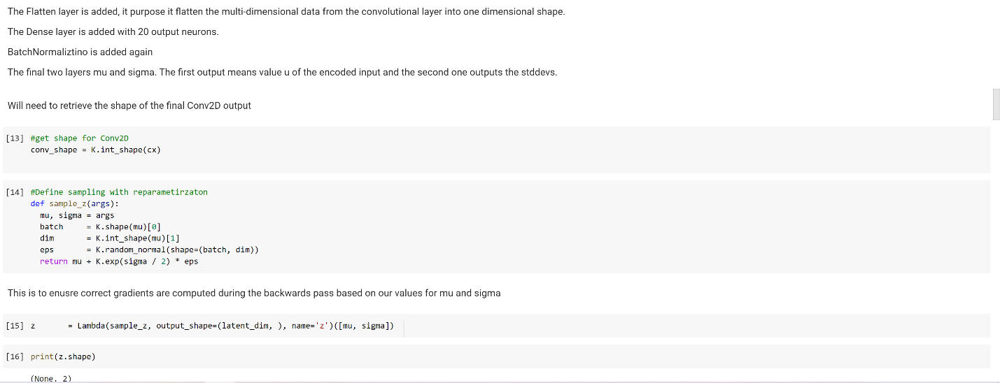 The Flatten layer is added, it purpose it flatten the multi-dimensional data from the convolutional layer into one dimensional shape.
The Dense layer is added with 20 output neurons.
BatchNormaliztino is added again
The final two layers mu and sigma. The first output means value u of the encoded input and the second one outputs the stddevs.
Will need to retrieve the shape of the final Conv2D output
[13] #get shape for Conv2D
conv_shape = K.int_shape(cx)
[14] #Define sampling with reparametirzaton
def sample_z(args):
  mu, sigma = args
  batch     = K.shape(mu)[0]
  dim       = K.int_shape(mu)[1]
  eps       = K.random_normal(shape=(batch, dim))
  return mu + K.exp(sigma / 2) * eps
This is to enusre correct gradients are computed during the backwards pass based on our values for mu and sigma
[15] z       = Lambda(sample_z, output_shape=(latent_dim, ), name='z')([mu, sigma])
[16] print(z.shape)
(None, 2)